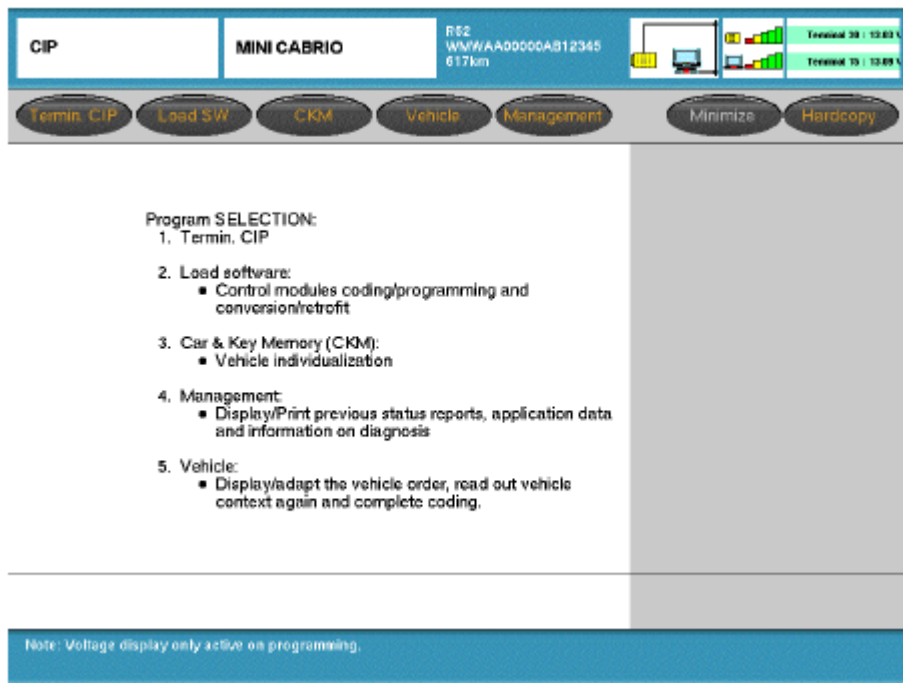 CIP
MINI CABRIO
R52
WMWAA00000AB12345
617km
Terminal 30 : 13.03 V
Terminal 15 : 13.09 V
Termin. CIP
Load SW
CKM
Vehicle
Management
Minimize
Hardcopy
Program SELECTION:
1. Termin. CIP
2. Load software:
• Control modules coding/programming and
conversion/retrofit
3. Car & Key Memory (CKM):
• Vehicle individualization
4. Management:
• Display/Print previous status reports, application data
and information on diagnosis
5. Vehicle:
• Display/adapt the vehicle order, read out vehicle
context again and complete coding.
Note: Voltage display only active on programming.